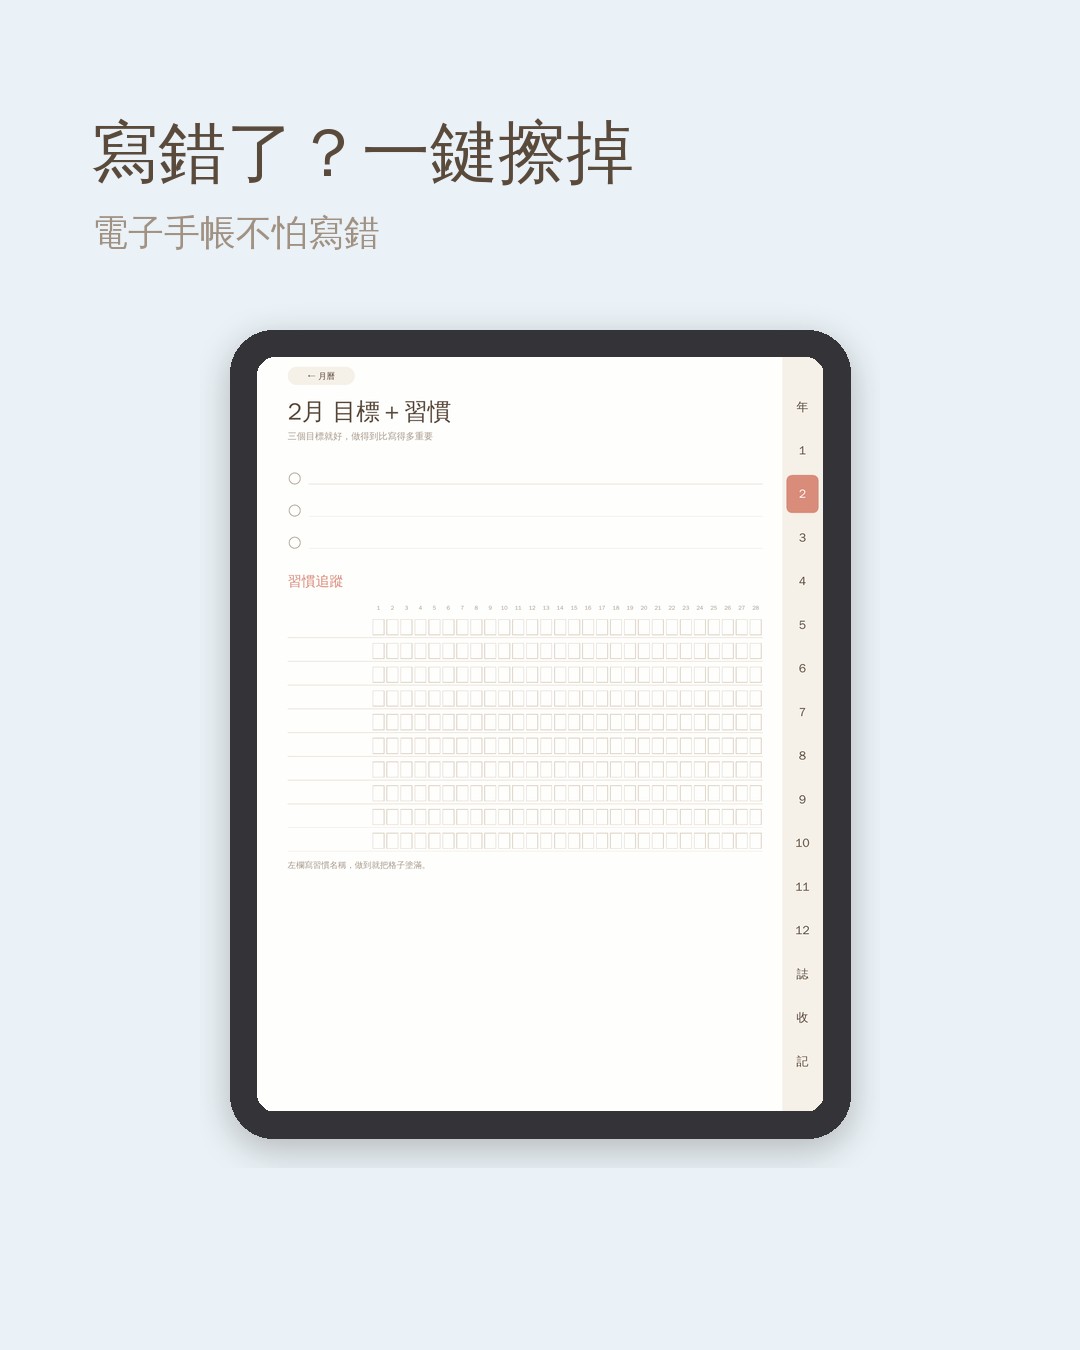 寫錯了？一鍵擦掉
電子手帳不怕寫錯
← 月曆
2月 目標＋習慣
三個目標就好，做得到比寫得多重要
習慣追蹤
1 2 3 4 5 6 7 8 9 10 11 12 13 14 15 16 17 18 19 20 21 22 23 24 25 26 27 28
左欄寫習慣名稱，做到就把格子塗滿。
年
1
2
3
4
5
6
7
8
9
10
11
12
誌
收
記